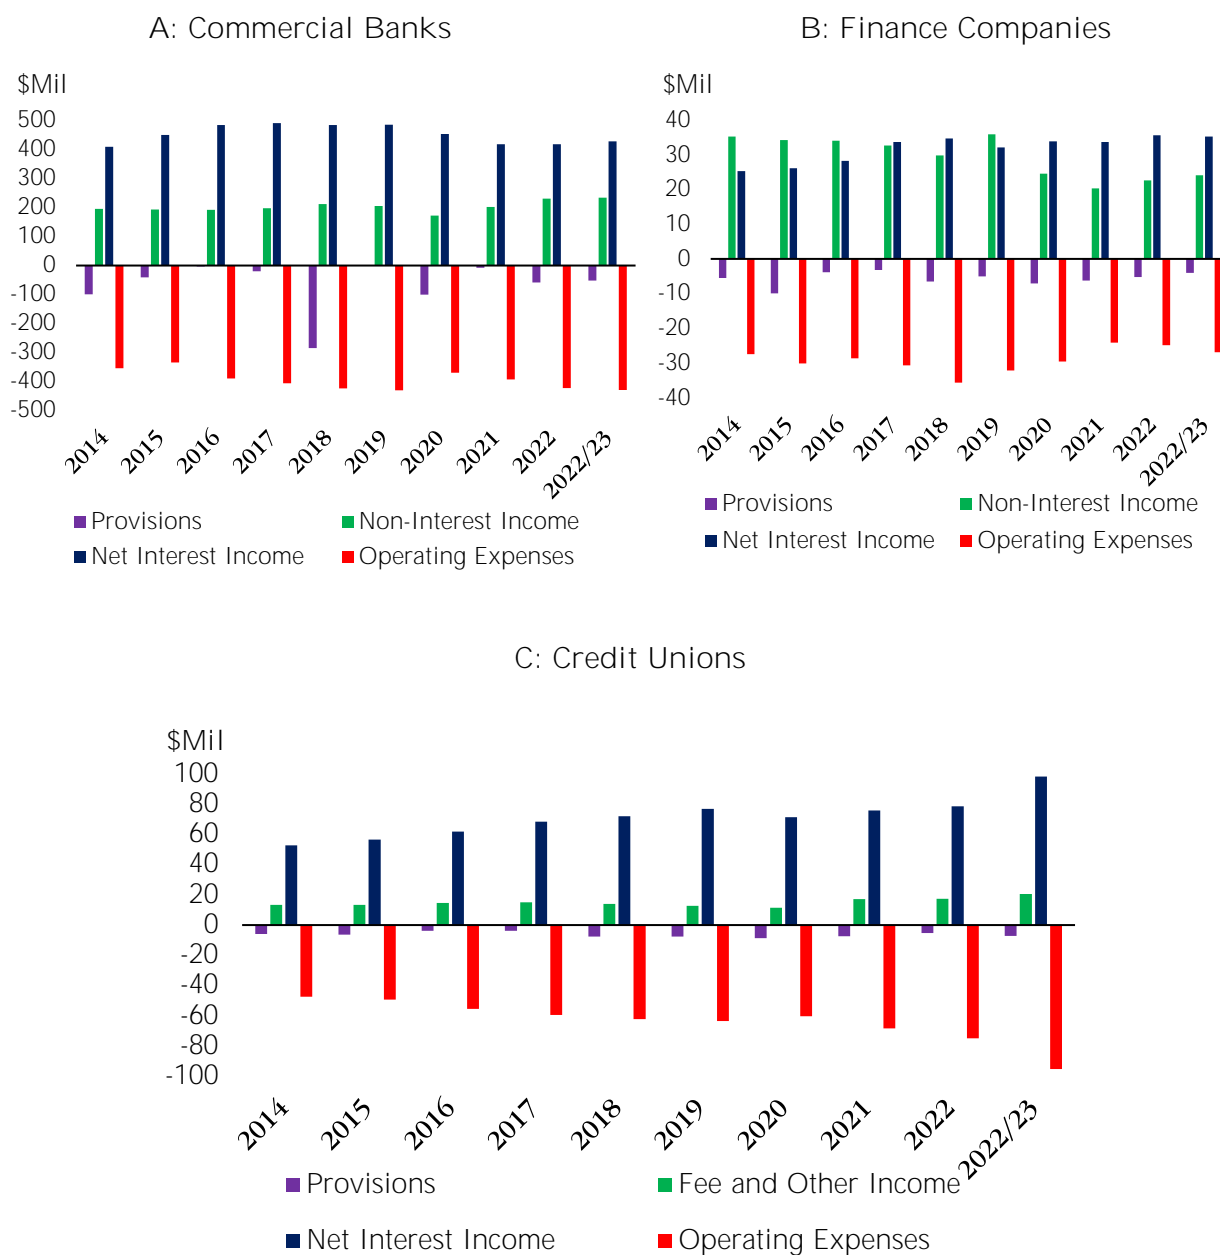 A: Commercial Banks
$Mil
500
400
300
200
100
0
-100
-200
-300
-400
-500
2014 2015 2016 2017 2018 2019 2020 2021 2022 2022/23
Provisions Non-Interest Income
Net Interest Income Operating Expenses
B: Finance Companies
$Mil
40
30
20
10
0
-10
-20
-30
-40
2014 2015 2016 2017 2018 2019 2020 2021 2022 2022/23
Provisions Non-Interest Income
Net Interest Income Operating Expenses
C: Credit Unions
$Mil
100
80
60
40
20
0
-20
-40
-60
-80
-100
2014 2015 2016 2017 2018 2019 2020 2021 2022 2022/23
Provisions Fee and Other Income
Net Interest Income Operating Expenses